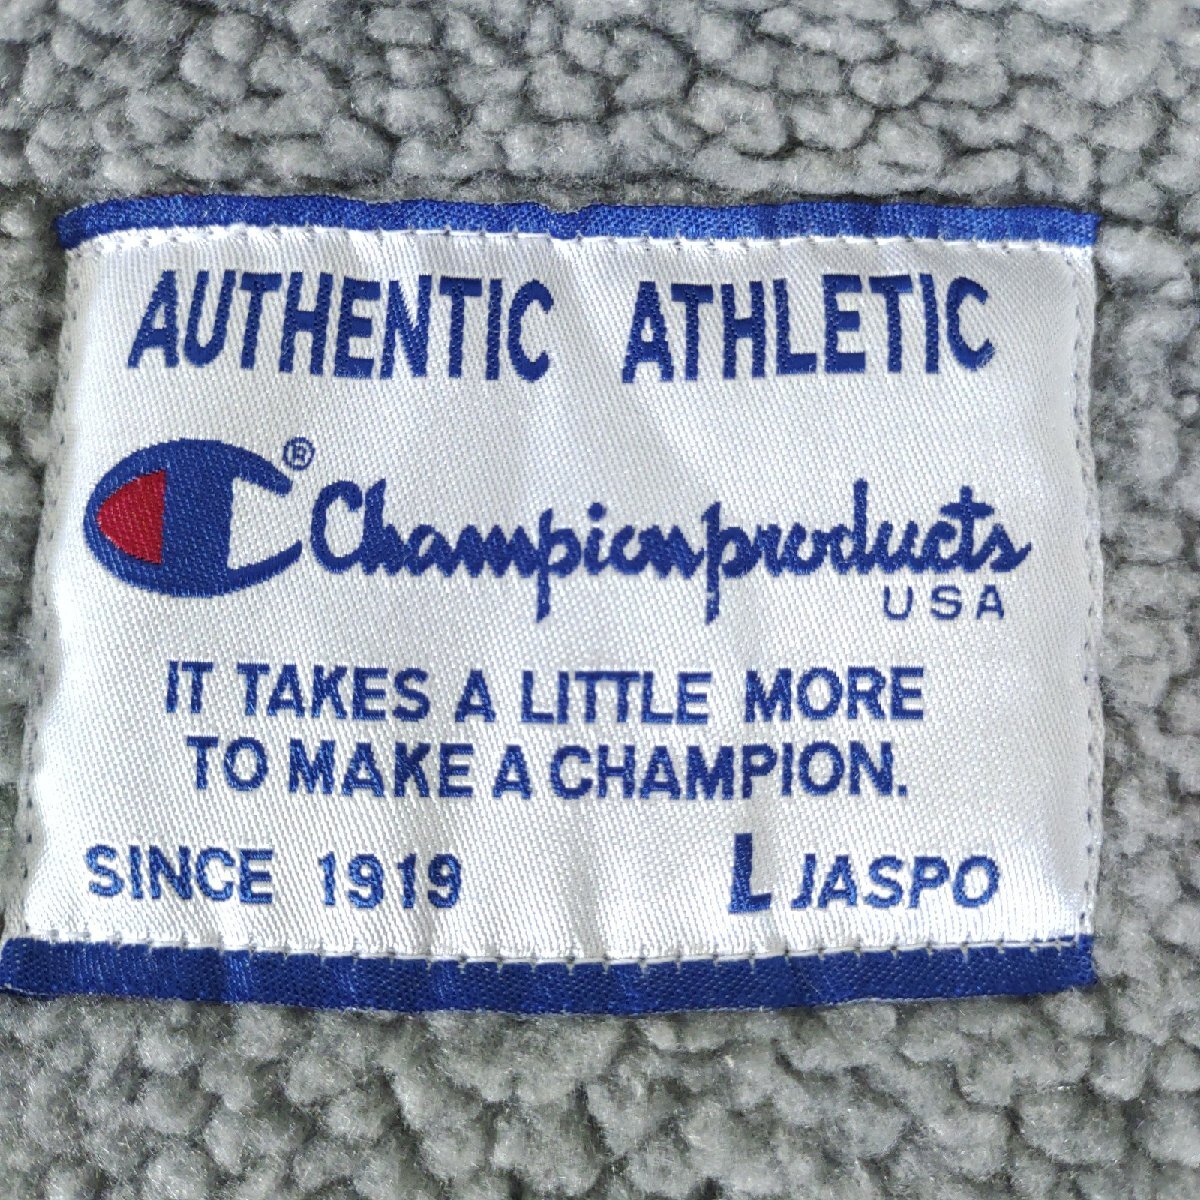 AUTHENTIC ATHLETIC
® Championproducts
USA
IT TAKES A LITTLE MORE
TO MAKE A CHAMPION.
SINCE 1919 L JASPO